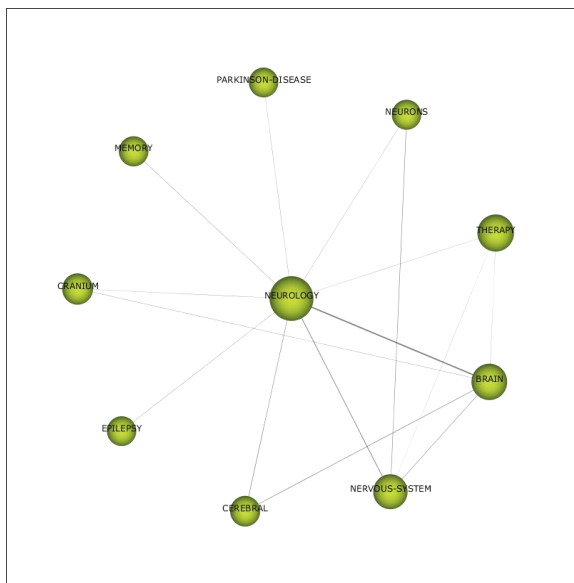 PARKINSON-DISEASE
NEURONS
MEMORY
THERAPY
CRANIUM
NEUROLOGY
BRAIN
EPILEPSY
NERVOUS-SYSTEM
CEREBRAL